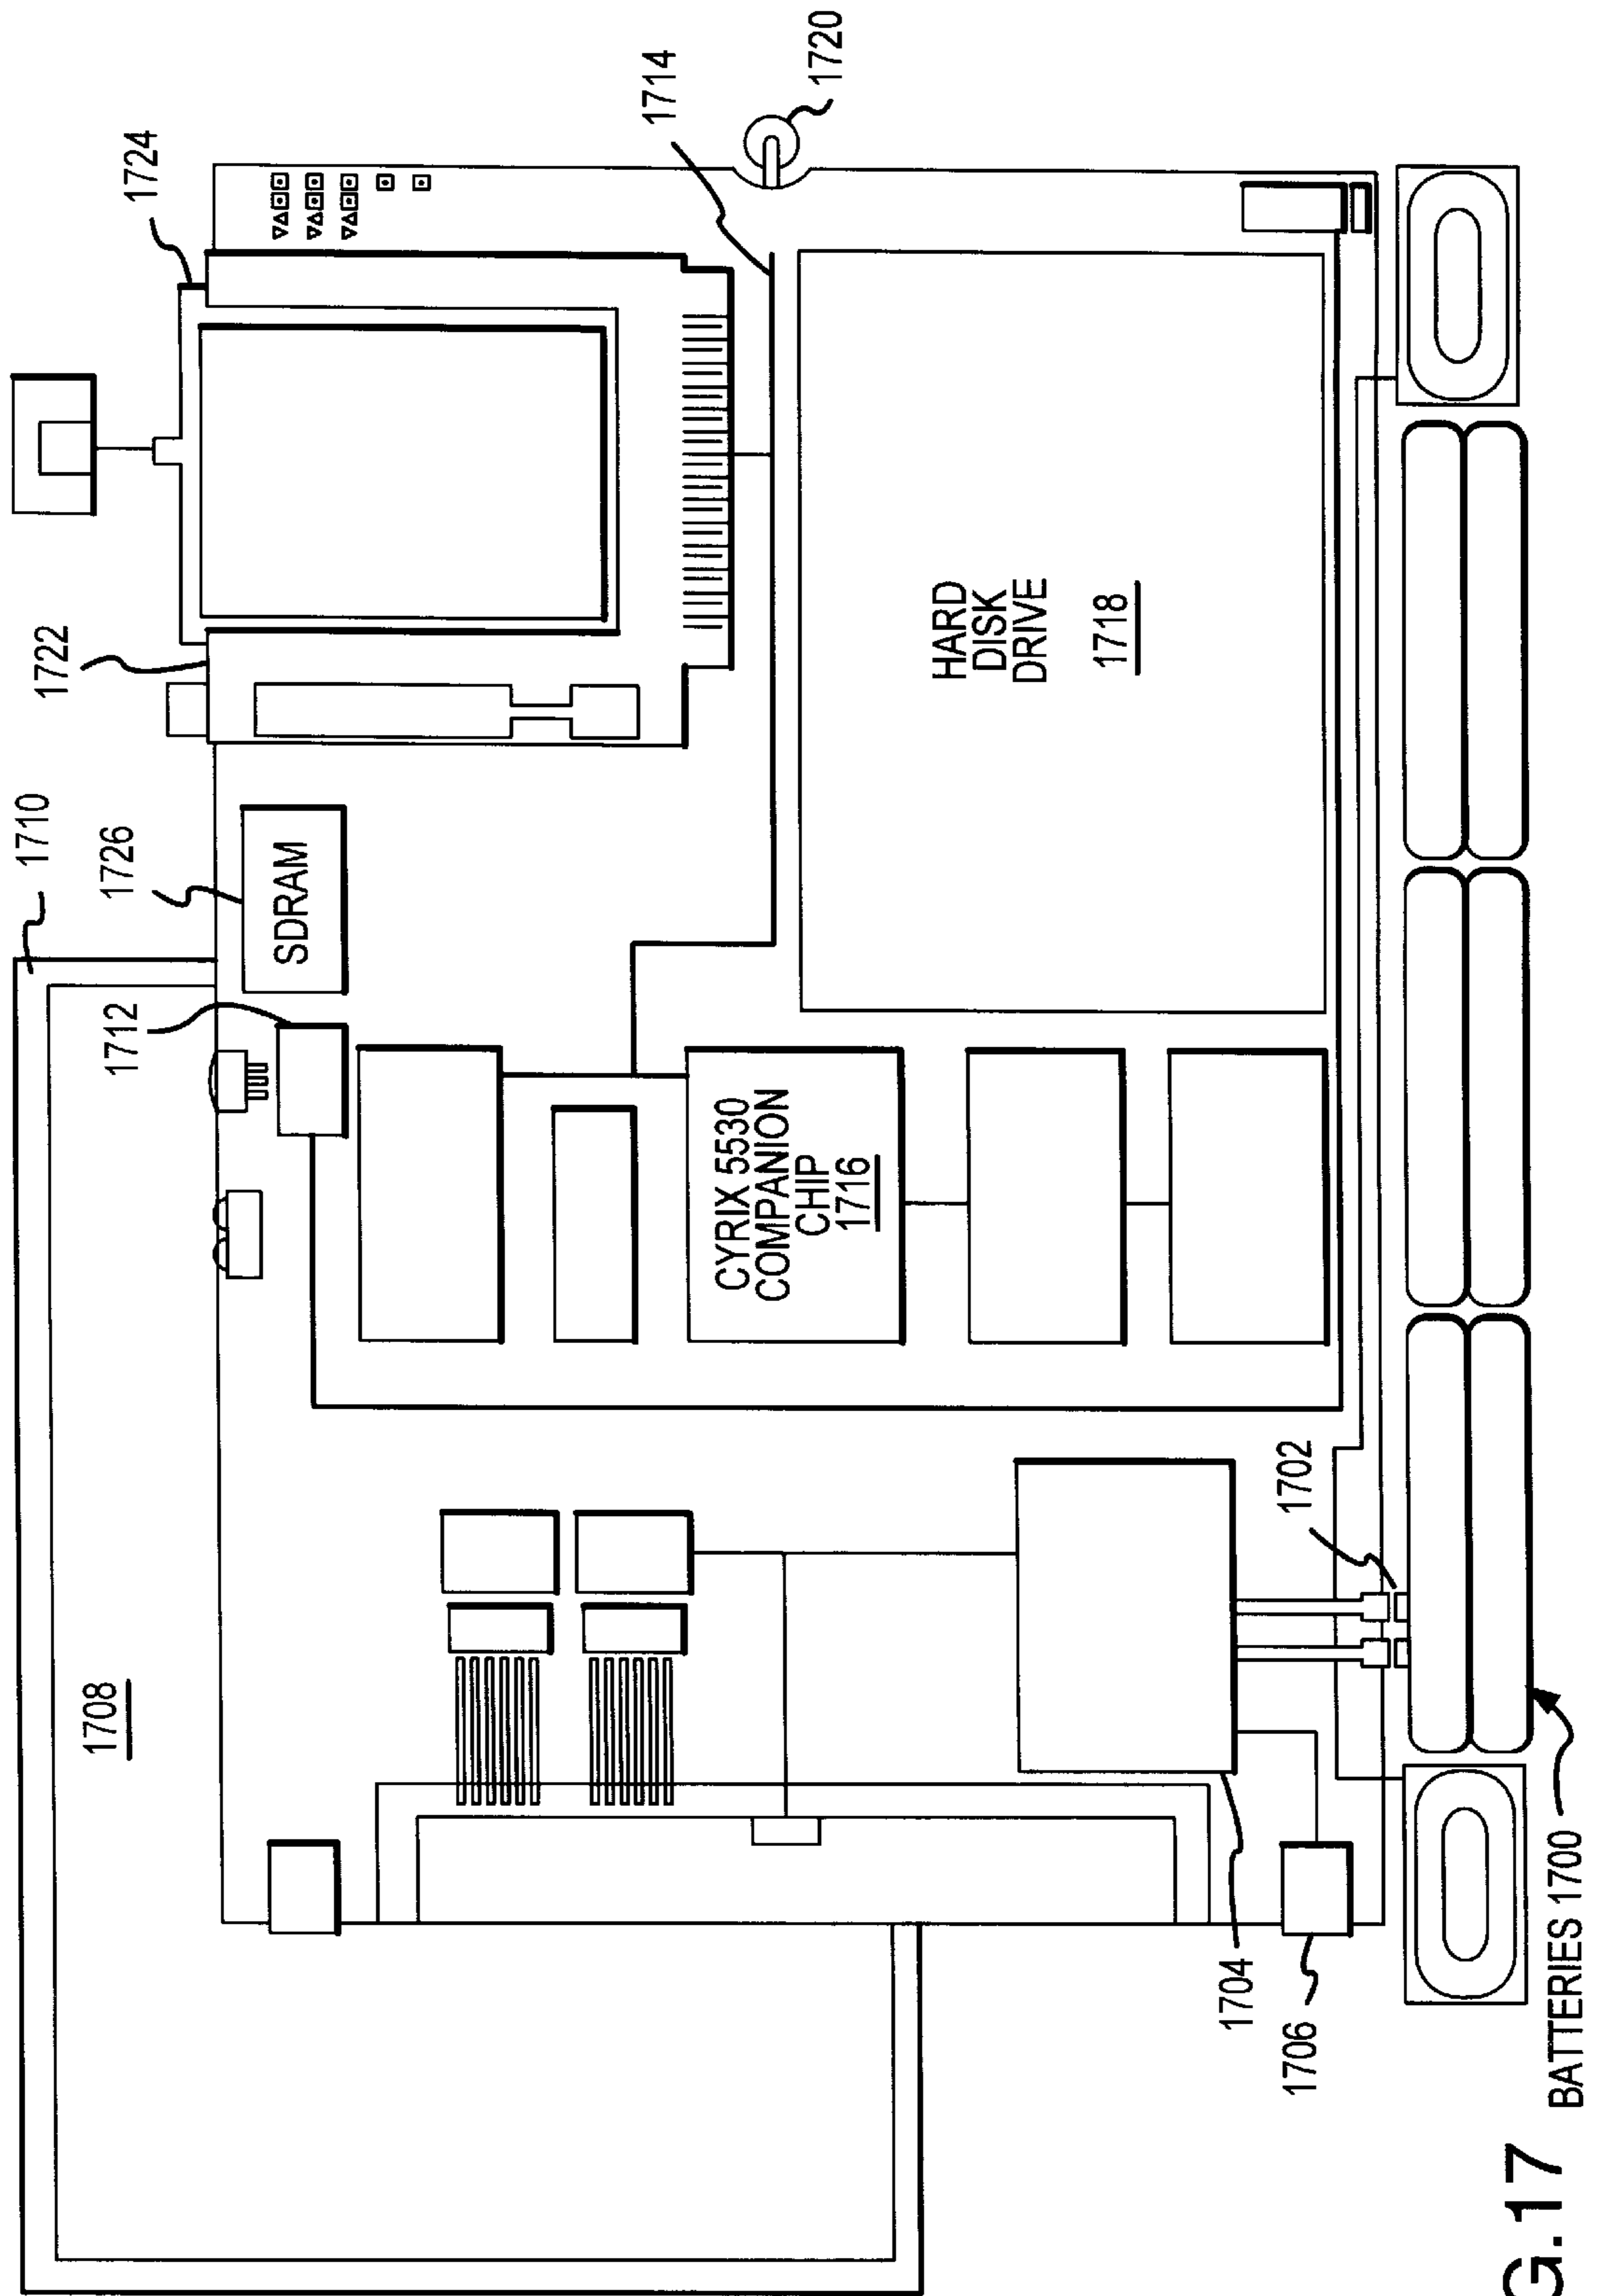 1710
1708
1712
1726
SDRAM
1722
1724
1714
1720
CYRIX 5530
COMPANION
CHIP
1716
HARD
DISK
DRIVE
1718
1702
1704
1706
BATTERIES 1700
G.17